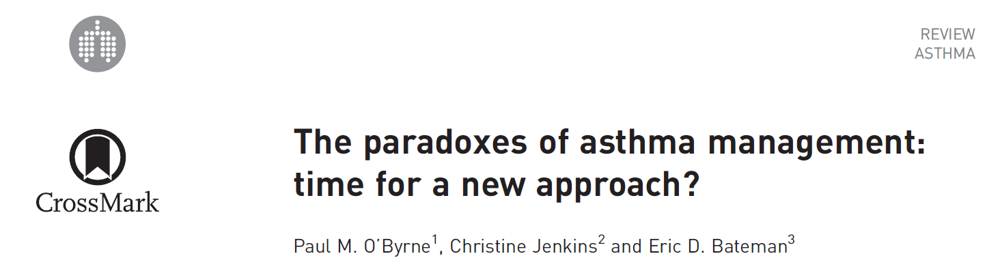 REVIEW
ASTHMA
CrossMark
The paradoxes of asthma management:
time for a new approach?
Paul M. O’Byrne1, Christine Jenkins2 and Eric D. Bateman3